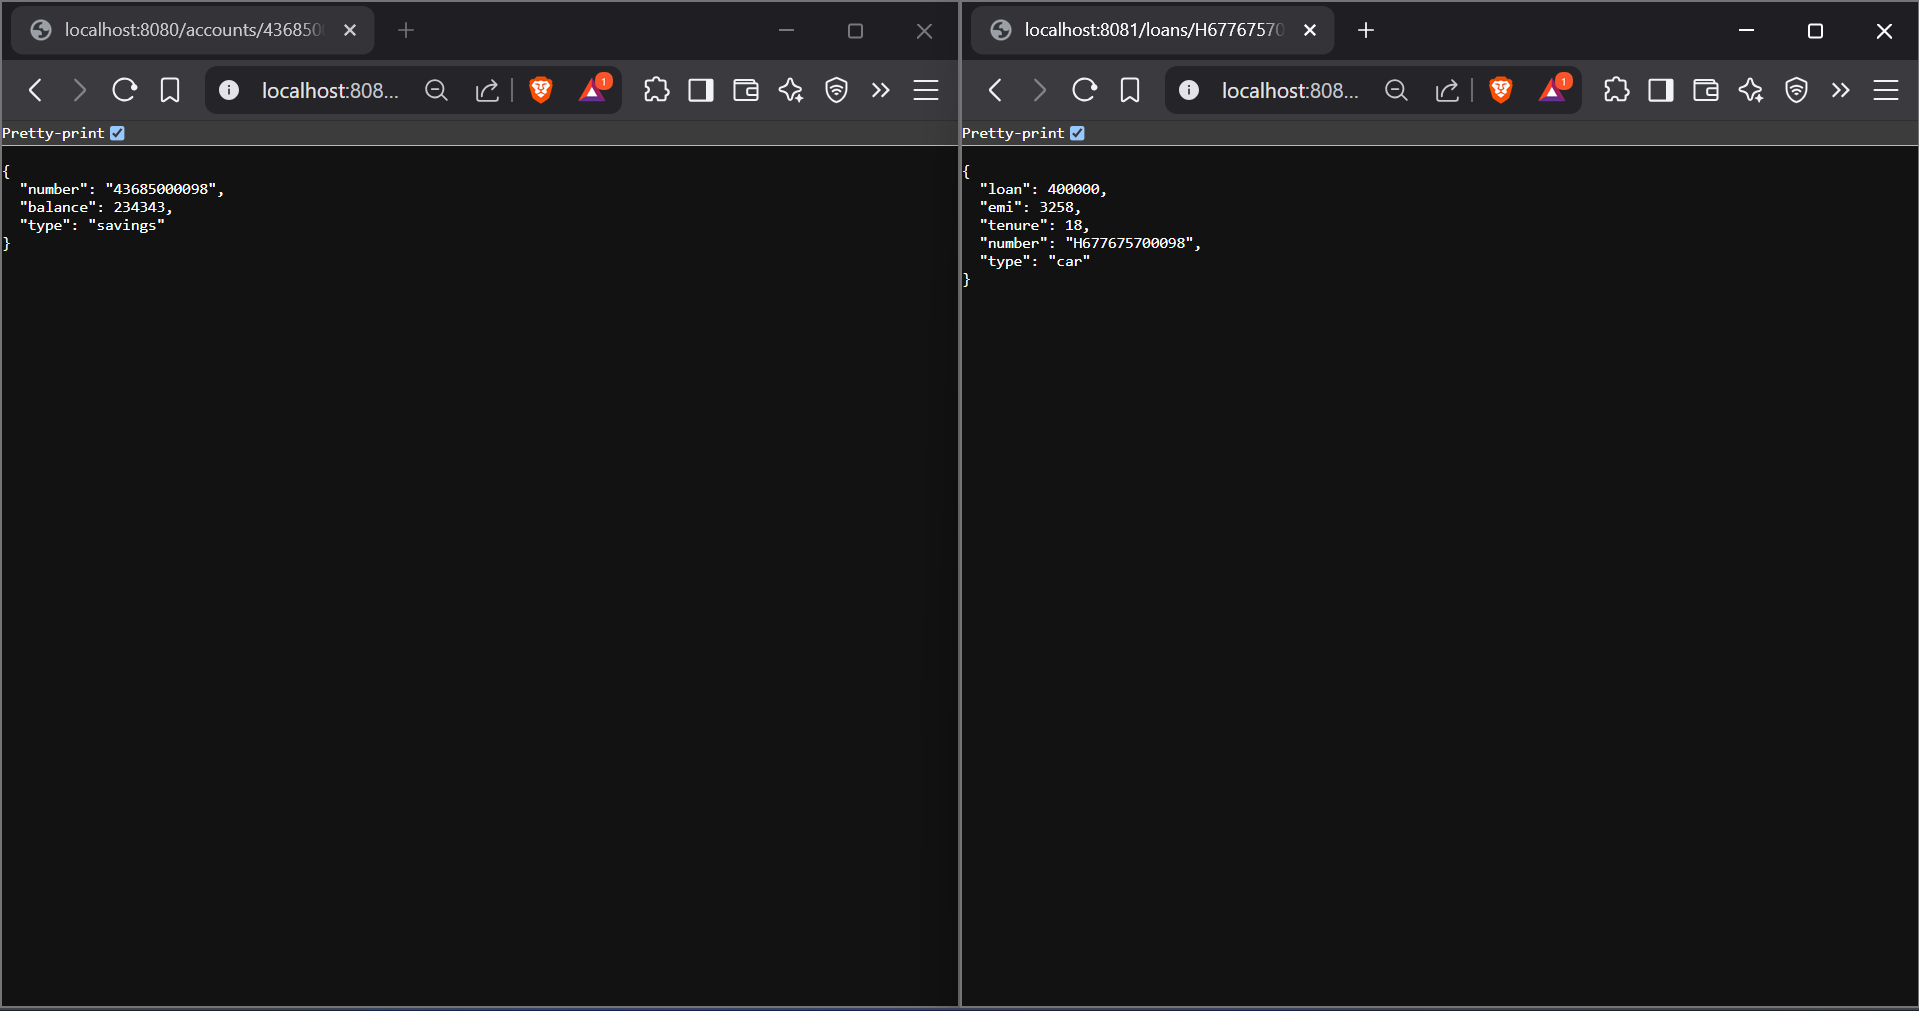 localhost:8080/accounts/436850
localhost:808...
1
Pretty-print
{
  "number": "43685000098",
  "balance": 234343,
  "type": "savings"
}
localhost:8081/loans/H67767570
localhost:808...
1
Pretty-print
{
  "loan": 400000,
  "emi": 3258,
  "tenure": 18,
  "number": "H677675700098",
  "type": "car"
}